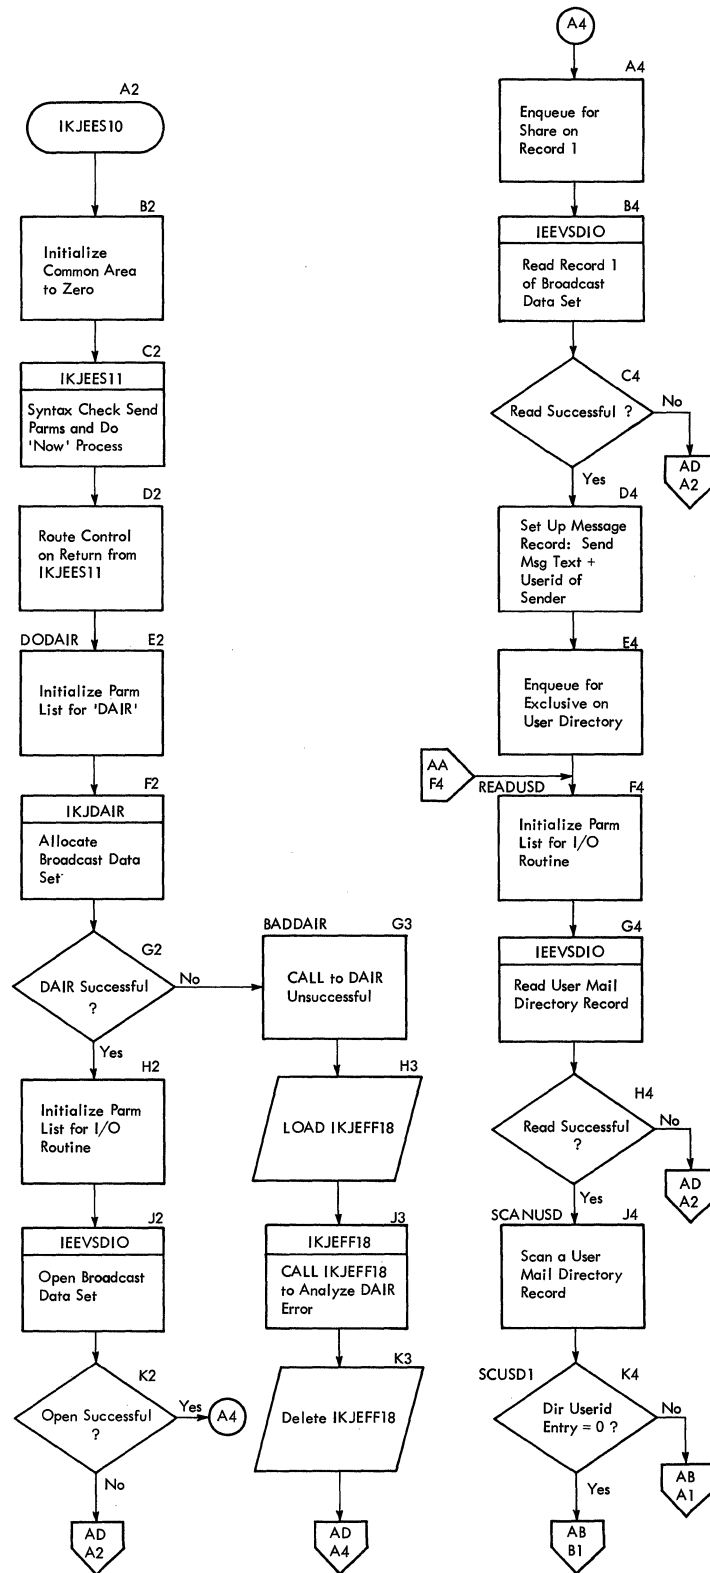 A2
IKJEES10
B2
Initialize
Common Area
to Zero
C2
IKJEES11
Syntax Check Send
Parms and Do
'Now' Process
D2
Route Control
on Return from
IKJEES11
DODAIR E2
Initialize Parm
List for 'DAIR'
F2
IKJDAIR
Allocate
Broadcast Data
Set
G2
DAIR Successful
?
No
Yes
H2
Initialize Parm
List for I/O
Routine
J2
IEEVSDIO
Open Broadcast
Data Set
K2
Open Successful
?
Yes
A4
No
AD
A2
BADDAIR G3
CALL to DAIR
Unsuccessful
H3
LOAD IKJEFF18
J3
IKJEFF18
CALL IKJEFF18
to Analyze DAIR
Error
K3
Delete IKJEFF18
AD
A4
A4
A4
Enqueue for
Share on
Record 1
B4
IEEVSDIO
Read Record 1
of Broadcast
Data Set
C4
Read Successful ?
No
AD
A2
Yes
D4
Set Up Message
Record: Send
Msg Text +
Userid of
Sender
E4
Enqueue for
Exclusive on
User Directory
AA
F4
READUSD
F4
Initialize Parm
List for I/O
Routine
G4
IEEVSDIO
Read User Mail
Directory Record
H4
Read Successful
?
No
AD
A2
Yes
SCANUSD J4
Scan a User
Mail Directory
Record
SCUSD1 K4
Dir Userid
Entry = 0 ?
No
AB
A1
Yes
AB
B1